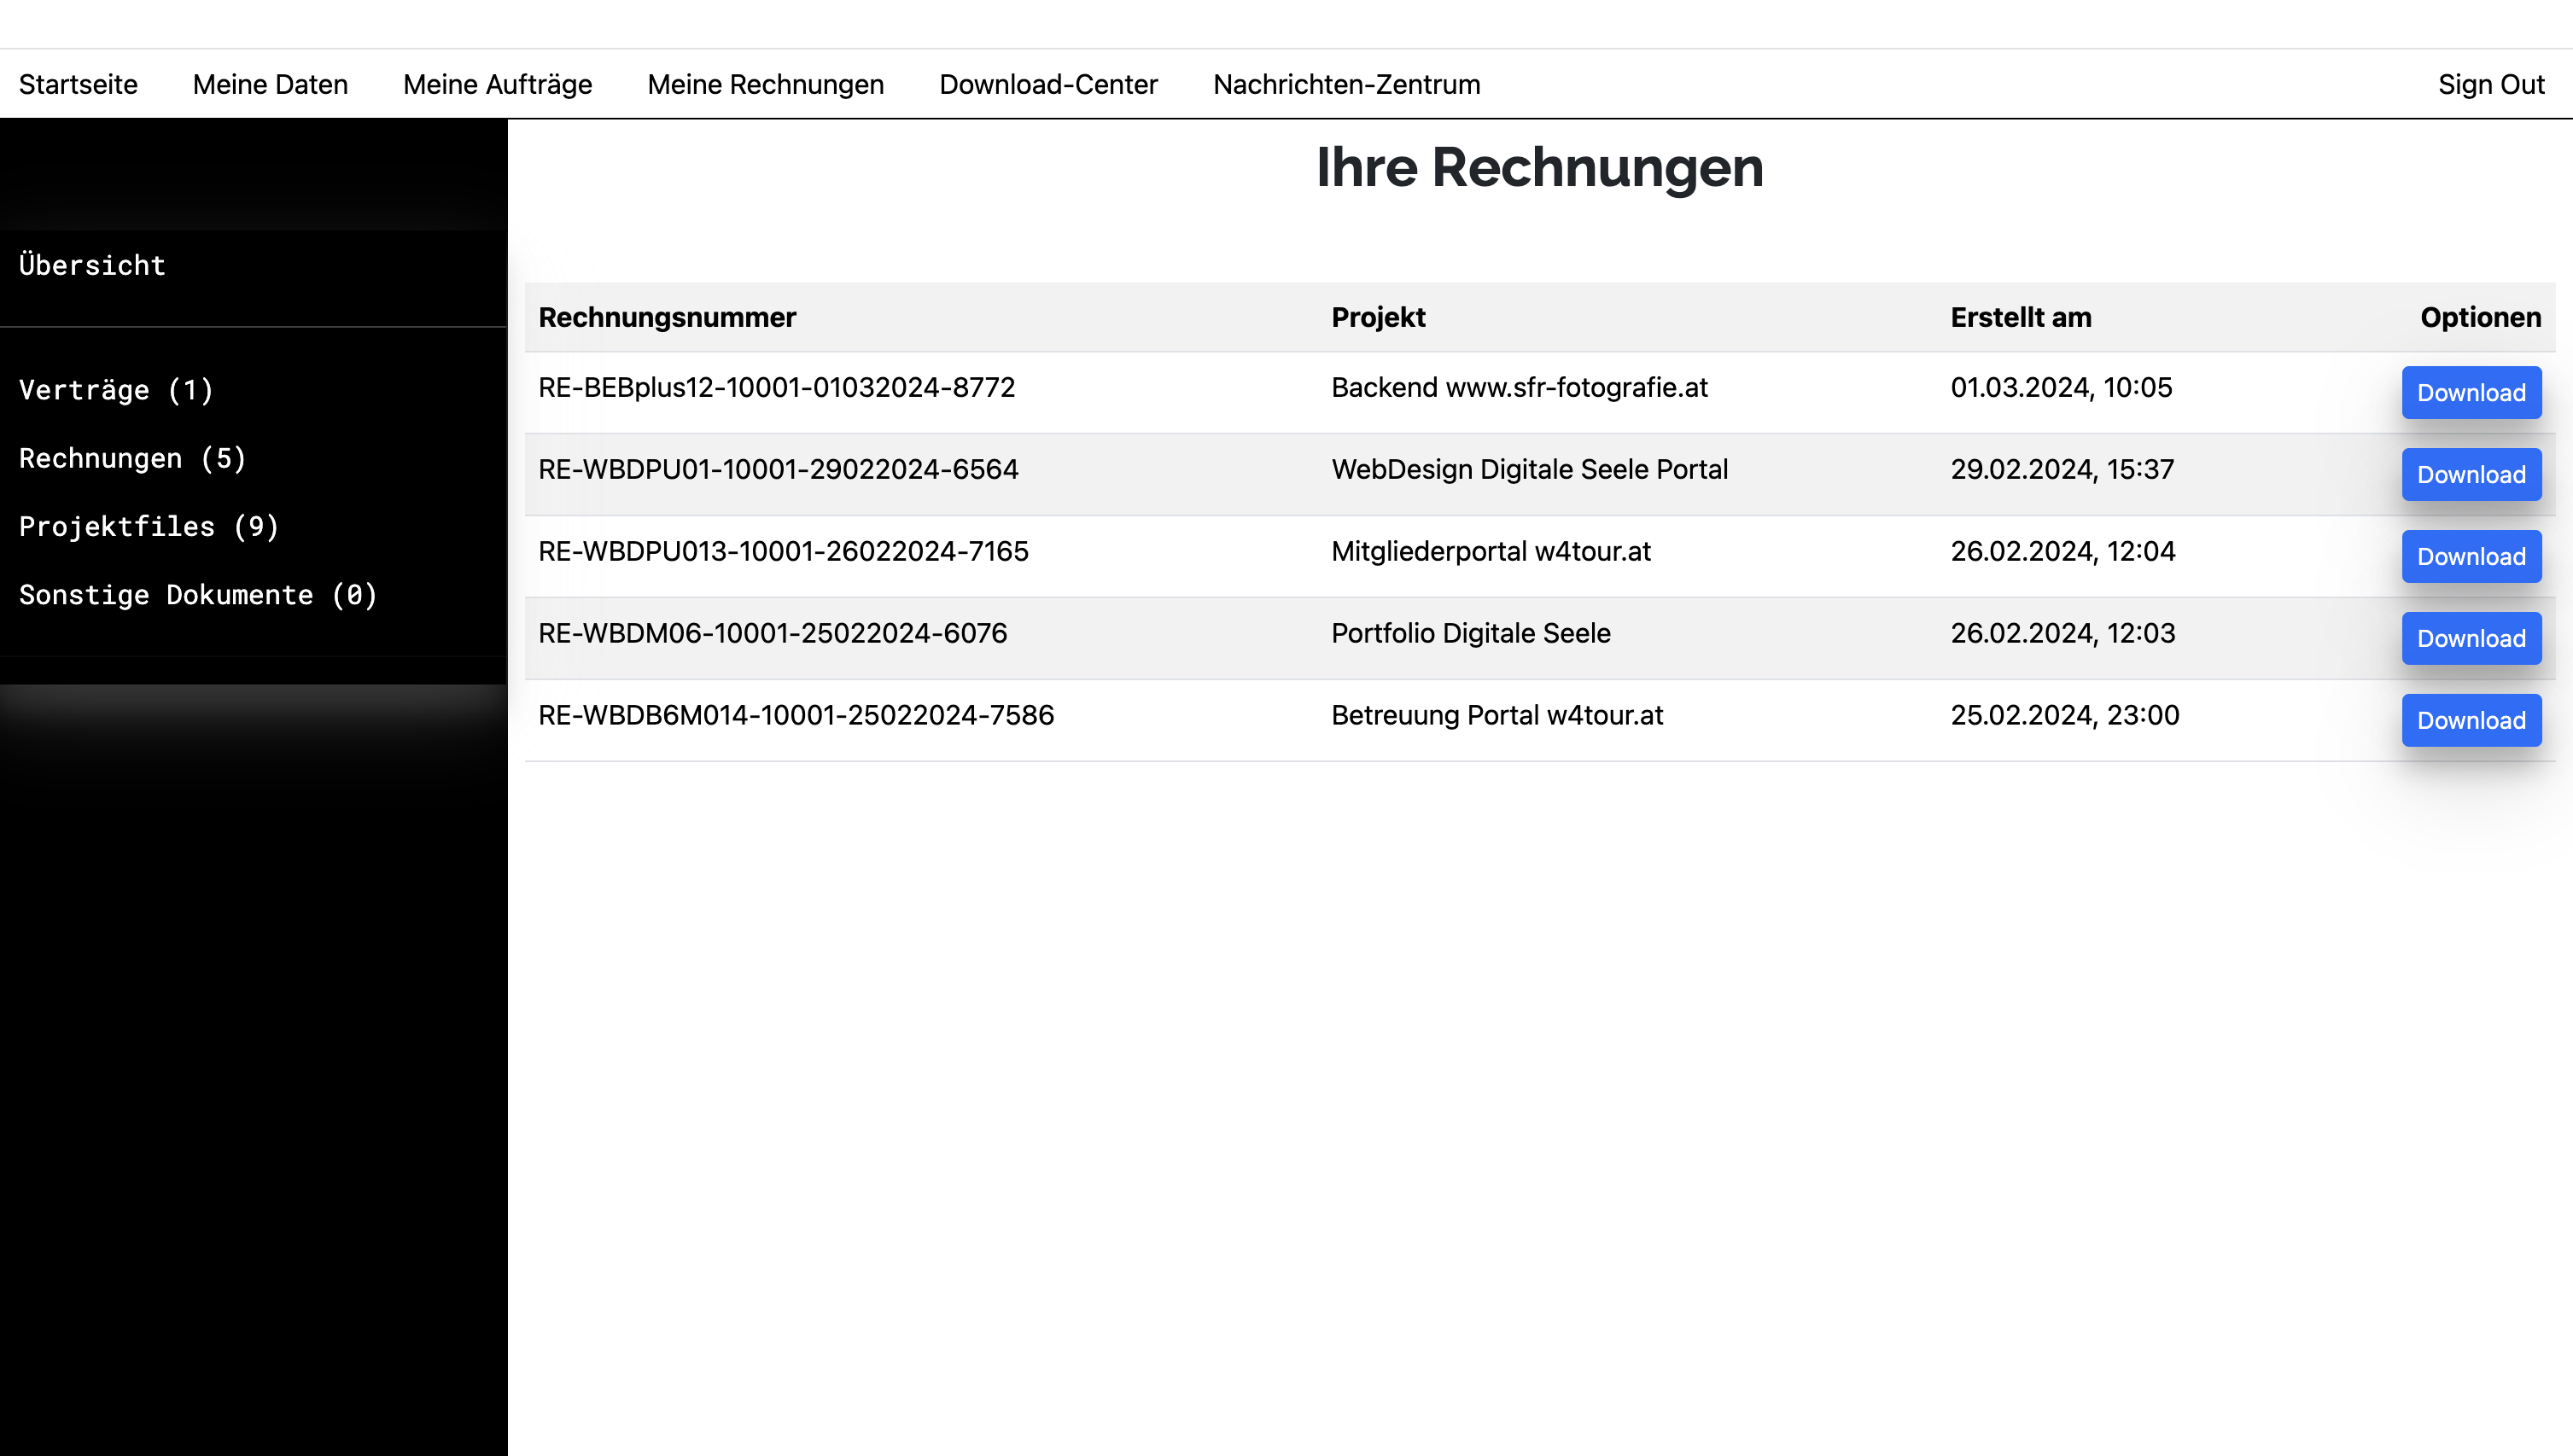 Startseite Meine Daten Meine Aufträge Meine Rechnungen Download-Center Nachrichten-Zentrum Sign Out
Übersicht
Verträge (1)
Rechnungen (5)
Projektfiles (9)
Sonstige Dokumente (0)
Ihre Rechnungen
Rechnungsnummer Projekt Erstellt am Optionen
RE-BEBplus12-10001-01032024-8772 Backend www.sfr-fotografie.at 01.03.2024, 10:05 Download
RE-WBDPU01-10001-29022024-6564 WebDesign Digitale Seele Portal 29.02.2024, 15:37 Download
RE-WBDPU013-10001-26022024-7165 Mitgliederportal w4tour.at 26.02.2024, 12:04 Download
RE-WBDM06-10001-25022024-6076 Portfolio Digitale Seele 26.02.2024, 12:03 Download
RE-WBDB6M014-10001-25022024-7586 Betreuung Portal w4tour.at 25.02.2024, 23:00 Download